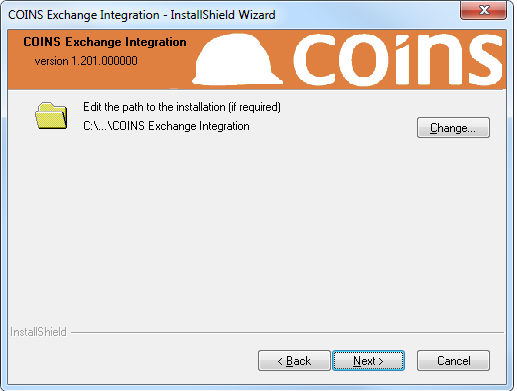 COINS Exchange Integration - InstallShield Wizard
COINS Exchange Integration
version 1.201.000000
coins
Edit the path to the installation (if required)
C:\...\COINS Exchange Integration
Change...
InstallShield
< Back
Next >
Cancel